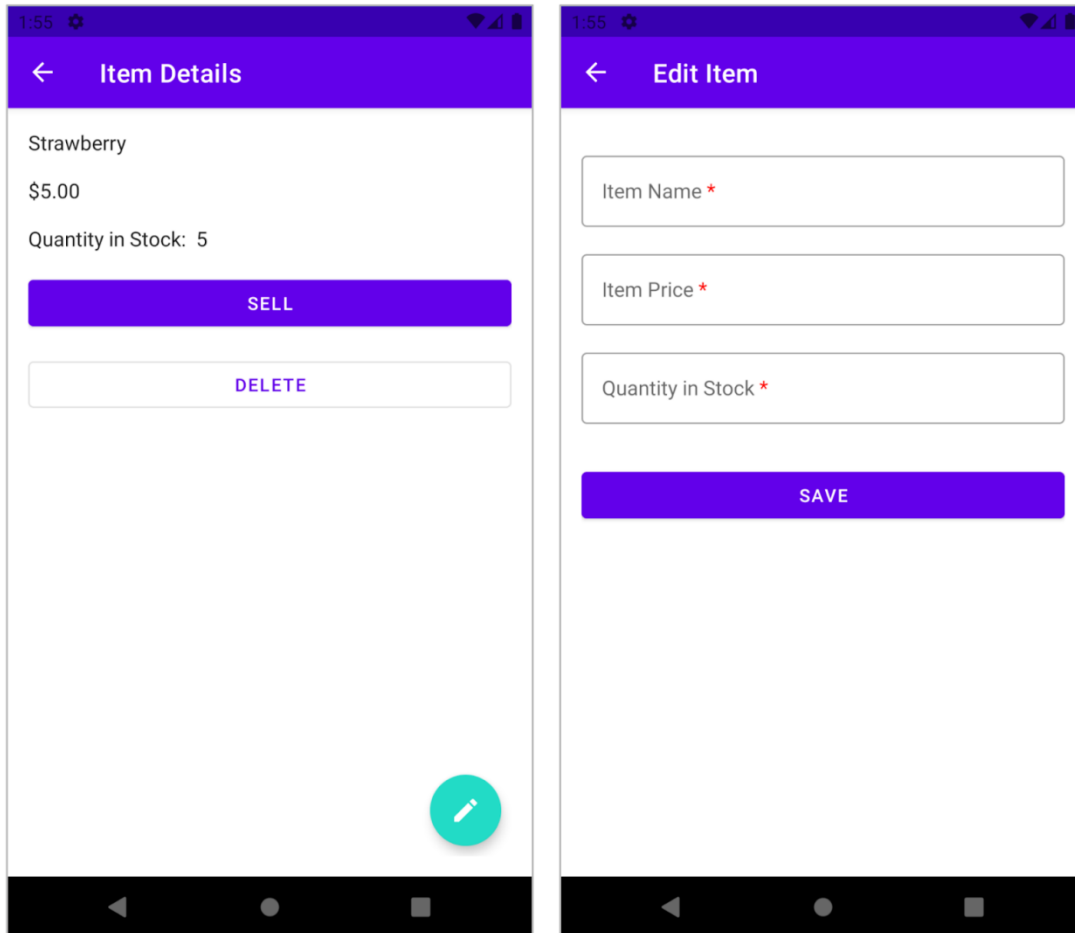 1:55
Item Details
Strawberry
$5.00
Quantity in Stock: 5
SELL
DELETE
1:55
Edit Item
Item Name *
Item Price *
Quantity in Stock *
SAVE